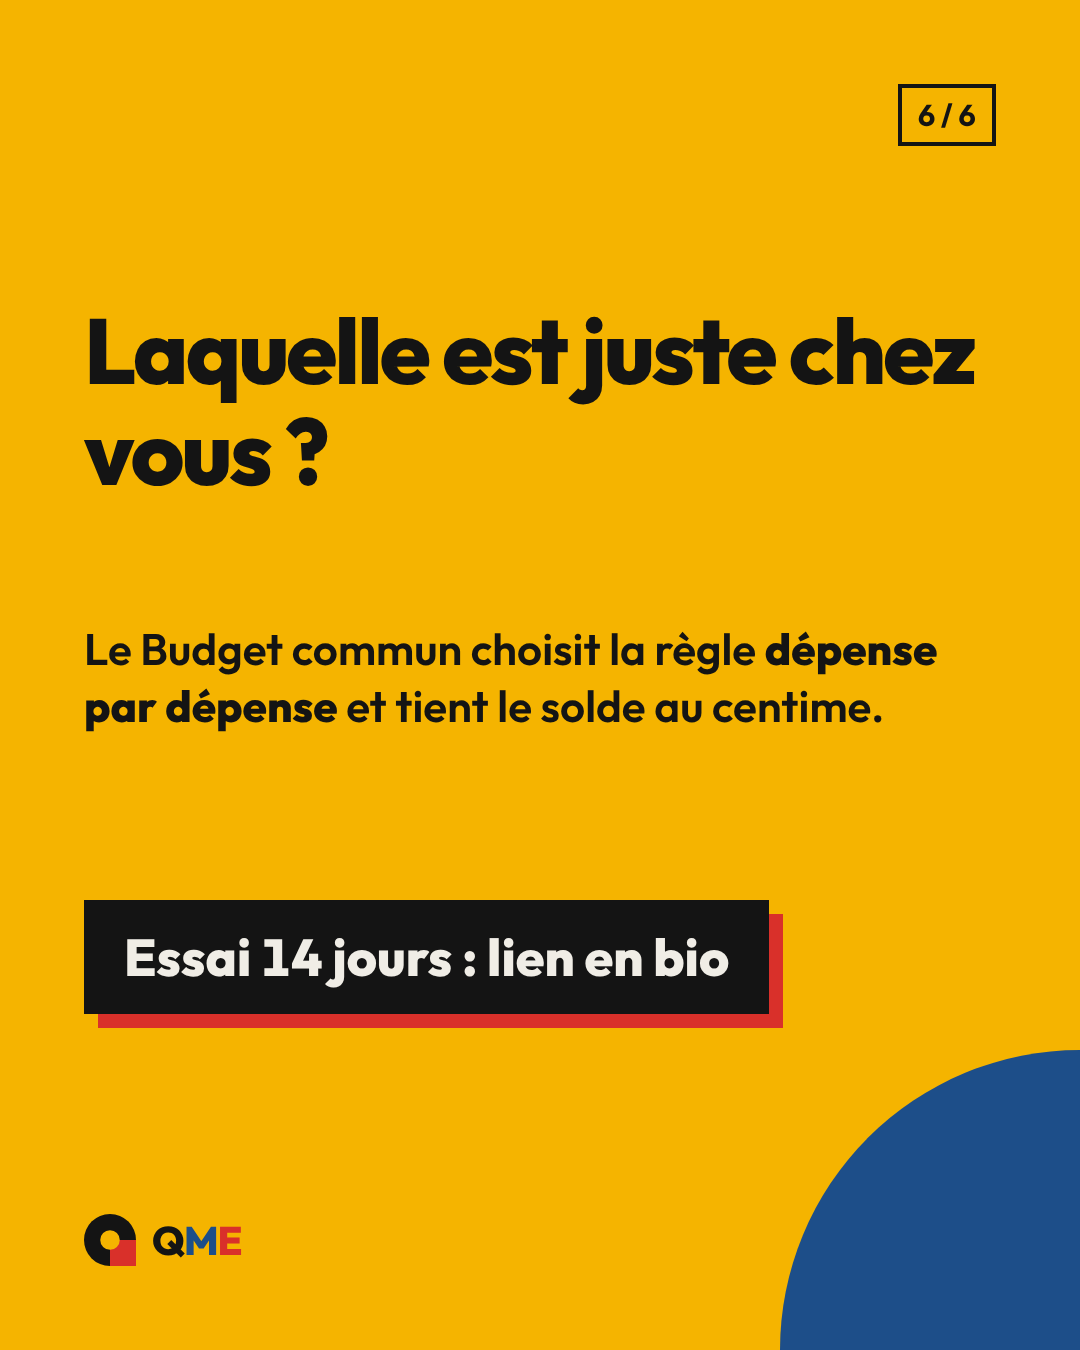 6/6
Laquelle est juste chez
vous ?
Le Budget commun choisit la règle dépense
par dépense et tient le solde au centime.
Essai 14 jours : lien en bio
QME